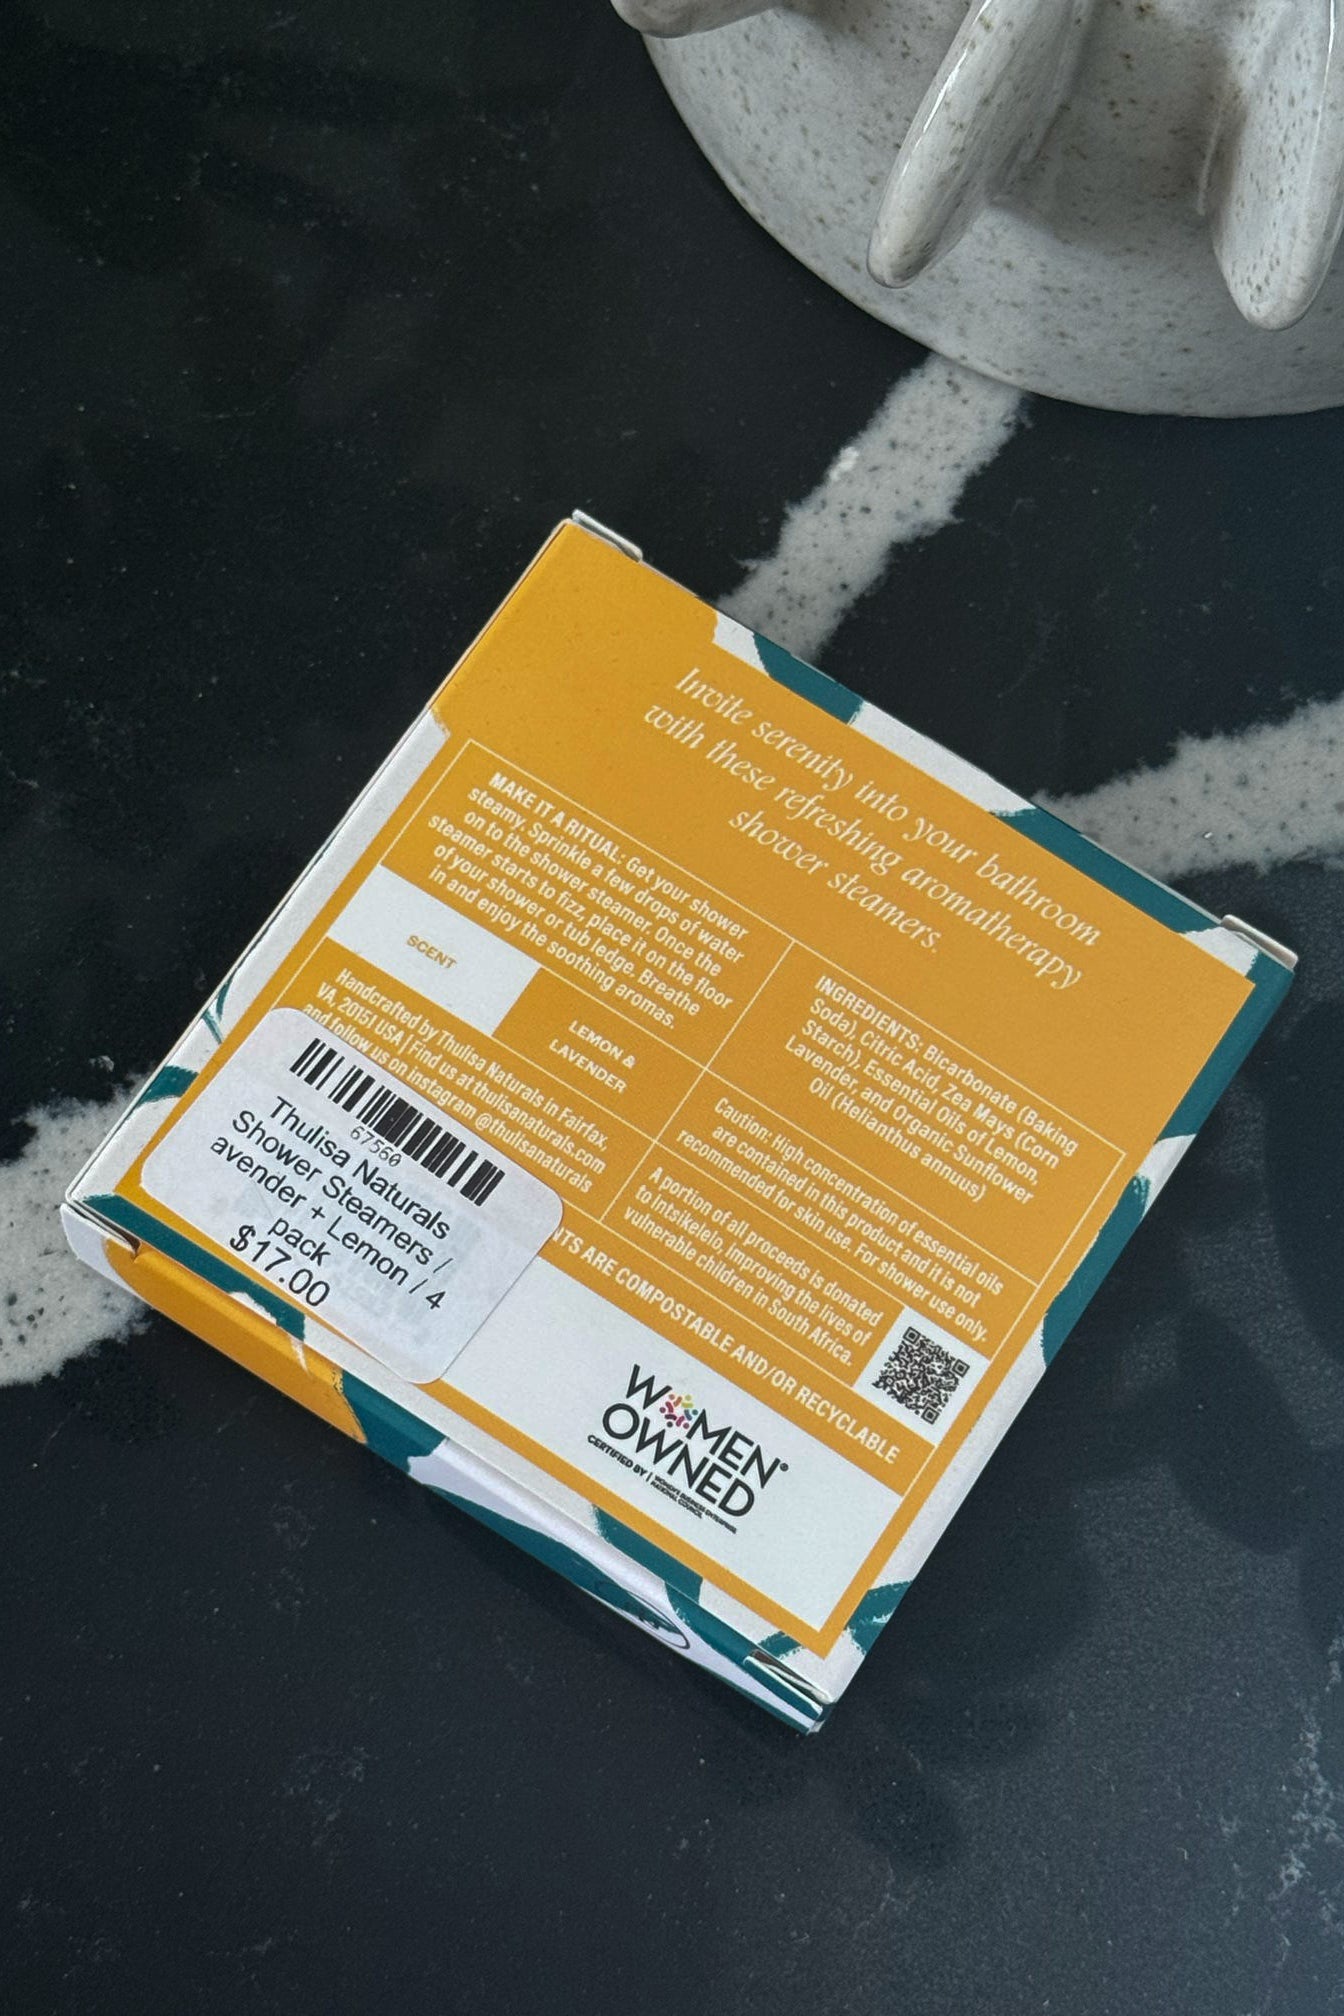 Invite serenity into your bathroom
with these refreshing aromatherapy
shower steamers.
MAKE IT A RITUAL: Get your shower
steamy. Sprinkle a few drops of water
on to the shower steamer. Once the
steamer starts to fizz, place it on the floor
of your shower or tub ledge. Breathe
in and enjoy the soothing aromas.
SCENT
LEMON &
LAVENDER
Handcrafted by Thulisa Naturals in Fairfax,
VA, 20151 USA | Find us at thulisanaturals.com
and follow us on instagram @thulisanaturals
INGREDIENTS: Bicarbonate (Baking
Soda), Citric Acid, Zea Mays (Corn
Starch), Essential Oils of Lemon,
Lavender, and Organic Sunflower
Oil (Helianthus annuus)
Caution: High concentration of essential oils
are contained in this product and it is not
recommended for skin use. For shower use only.
A portion of all proceeds is donated
to intsikelelo, improving the lives of
vulnerable children in South Africa.
NTS ARE COMPOSTABLE AND/OR RECYCLABLE
WOMEN
OWNED
CERTIFIED BY | WOMEN'S BUSINESS ENTERPRISE
NATIONAL COUNCIL
67560
Thulisa Naturals
Shower Steamers /
avender + Lemon / 4
pack
$17.00